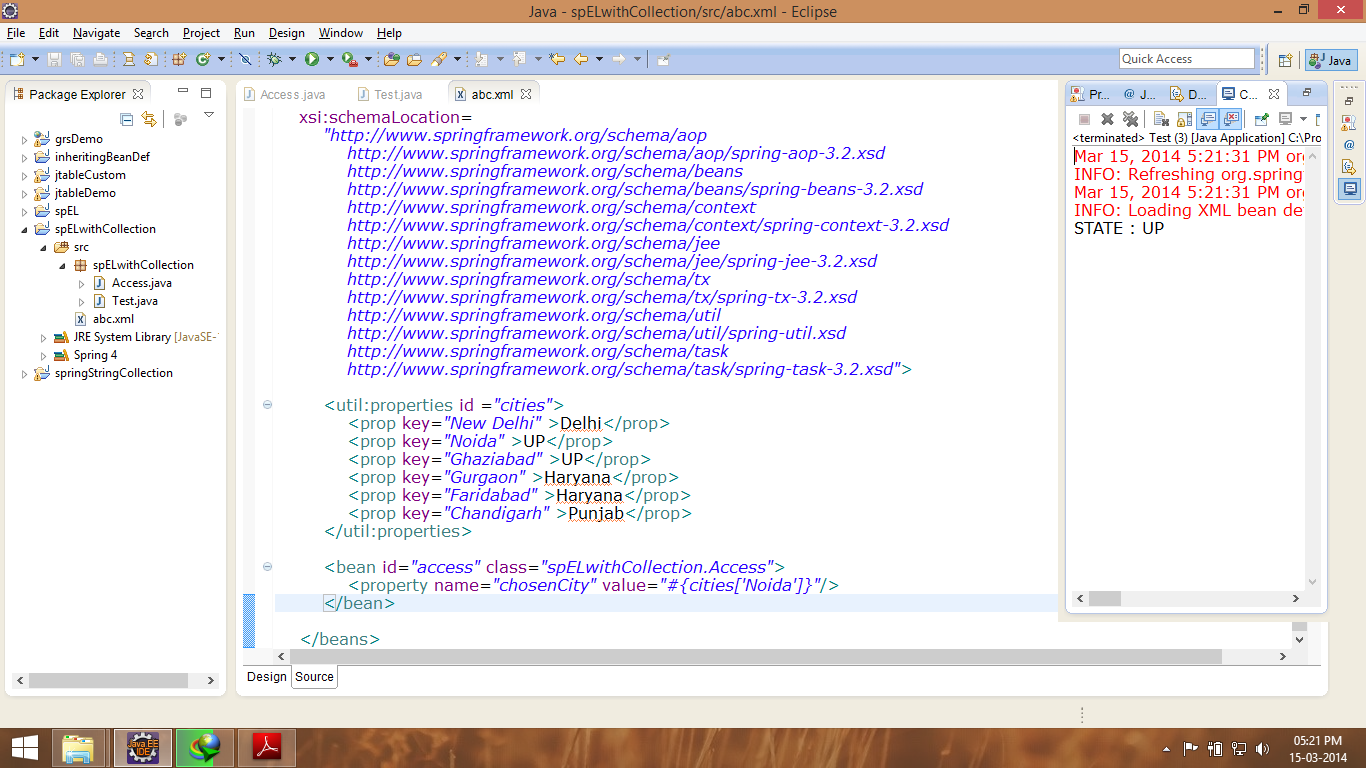 Java - spELwithCollection/src/abc.xml - Eclipse
File Edit Navigate Search Project Run Design Window Help
Quick Access
Java
Package Explorer
grsDemo
inheritingBeanDef
jtableCustom
jtableDemo
spEL
spELwithCollection
src
spELwithCollection
Access.java
Test.java
abc.xml
JRE System Library [JavaSE-
Spring 4
springStringCollection
Access.java Test.java abc.xml
xsi:schemaLocation=
"http://www.springframework.org/schema/aop
http://www.springframework.org/schema/aop/spring-aop-3.2.xsd
http://www.springframework.org/schema/beans
http://www.springframework.org/schema/beans/spring-beans-3.2.xsd
http://www.springframework.org/schema/context
http://www.springframework.org/schema/context/spring-context-3.2.xsd
http://www.springframework.org/schema/jee
http://www.springframework.org/schema/jee/spring-jee-3.2.xsd
http://www.springframework.org/schema/tx
http://www.springframework.org/schema/tx/spring-tx-3.2.xsd
http://www.springframework.org/schema/util
http://www.springframework.org/schema/util/spring-util.xsd
http://www.springframework.org/schema/task
http://www.springframework.org/schema/task/spring-task-3.2.xsd">
<util:properties id ="cities">
<prop key="New Delhi" >Delhi</prop>
<prop key="Noida" >UP</prop>
<prop key="Ghaziabad" >UP</prop>
<prop key="Gurgaon" >Haryana</prop>
<prop key="Faridabad" >Haryana</prop>
<prop key="Chandigarh" >Punjab</prop>
</util:properties>
<bean id="access" class="spELwithCollection.Access">
<property name="chosenCity" value="#{cities['Noida']}"/>
</bean>
</beans>
Design Source
Pr... @ J... D... C...
<terminated> Test (3) [Java Application] C:\Pro
Mar 15, 2014 5:21:31 PM org
INFO: Refreshing org.spring
Mar 15, 2014 5:21:31 PM org
INFO: Loading XML bean de
STATE : UP
Java EE
IDE
05:21 PM
15-03-2014